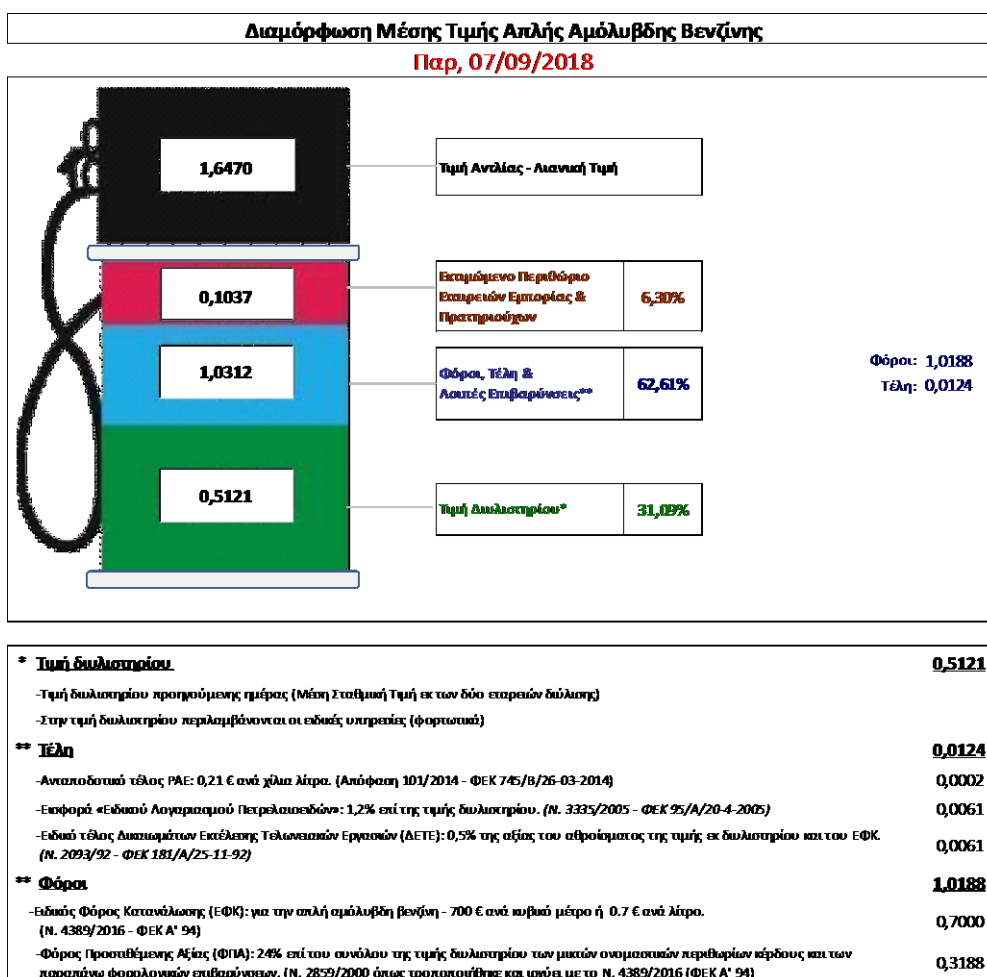 Διαμόρφωση Μέσης Τιμής Απλής Αμόλυβδης Βενζίνης
Παρ, 07/09/2018
1,6470
Τιμή Αντλίας - Λιανική Τιμή
0,1037
Εκτιμώμενο Περιθώριο
Εταιρειών Εμπορίας &
Πρατηριούχων
6,30%
1,0312
Φόροι, Τέλη &
Λοιπές Επιβαρύνσεις**
62,61%
Φόροι: 1,0188
Τέλη: 0,0124
0,5121
Τιμή Διυλιστηρίου*
31,09%
* Τιμή διυλιστηρίου 0,5121
-Τιμή διυλιστηρίου προηγούμενης ημέρας (Μέση Σταθμική Τιμή εκ των δύο εταρειών διύλισης)
-Στην τιμή διυλιστηρίου περιλαμβάνονται οι ειδικές υπηρεσίες (φορτωτικά)
** Τέλη 0,0124
-Ανταποδοτικό τέλος ΡΑΕ: 0,21 € ανά χίλια λίτρα. (Απόφαση 101/2014 - ΦΕΚ 745/Β/26-03-2014) 0,0002
-Εισφορά «Ειδικού Λογαριασμού Πετρελαιοειδών»: 1,2% επί της τιμής διυλιστηρίου. (Ν. 3335/2005 - ΦΕΚ 95/Α/20-4-2005) 0,0061
-Ειδικό τέλος Δικαιωμάτων Εκτέλεσης Τελωνειακών Εργασιών (ΔΕΤΕ): 0,5% της αξίας του αθροίσματος της τιμής εκ διυλιστηρίου και του ΕΦΚ.
(Ν. 2093/92 - ΦΕΚ 181/Α/25-11-92) 0,0061
** Φόροι 1,0188
-Ειδικός Φόρος Κατανάλωσης (ΕΦΚ): για την απλή αμόλυβδη βενζίνη - 700 € ανά κυβικό μέτρο ή 0.7 € ανά λίτρο.
(Ν. 4389/2016 - ΦΕΚ Α' 94) 0,7000
-Φόρος Προστιθέμενης Αξίας (ΦΠΑ): 24% επί του συνόλου της τιμής διυλιστηρίου των μικτών ονομαστικών περιθωρίων κέρδους και των
παραπάνω φορολογικών επιβαρύνσεων. (Ν. 2859/2000 όπως τροποποιήθηκε και ισχύει με το Ν. 4389/2016 (ΦΕΚ Α' 94) 0,3188